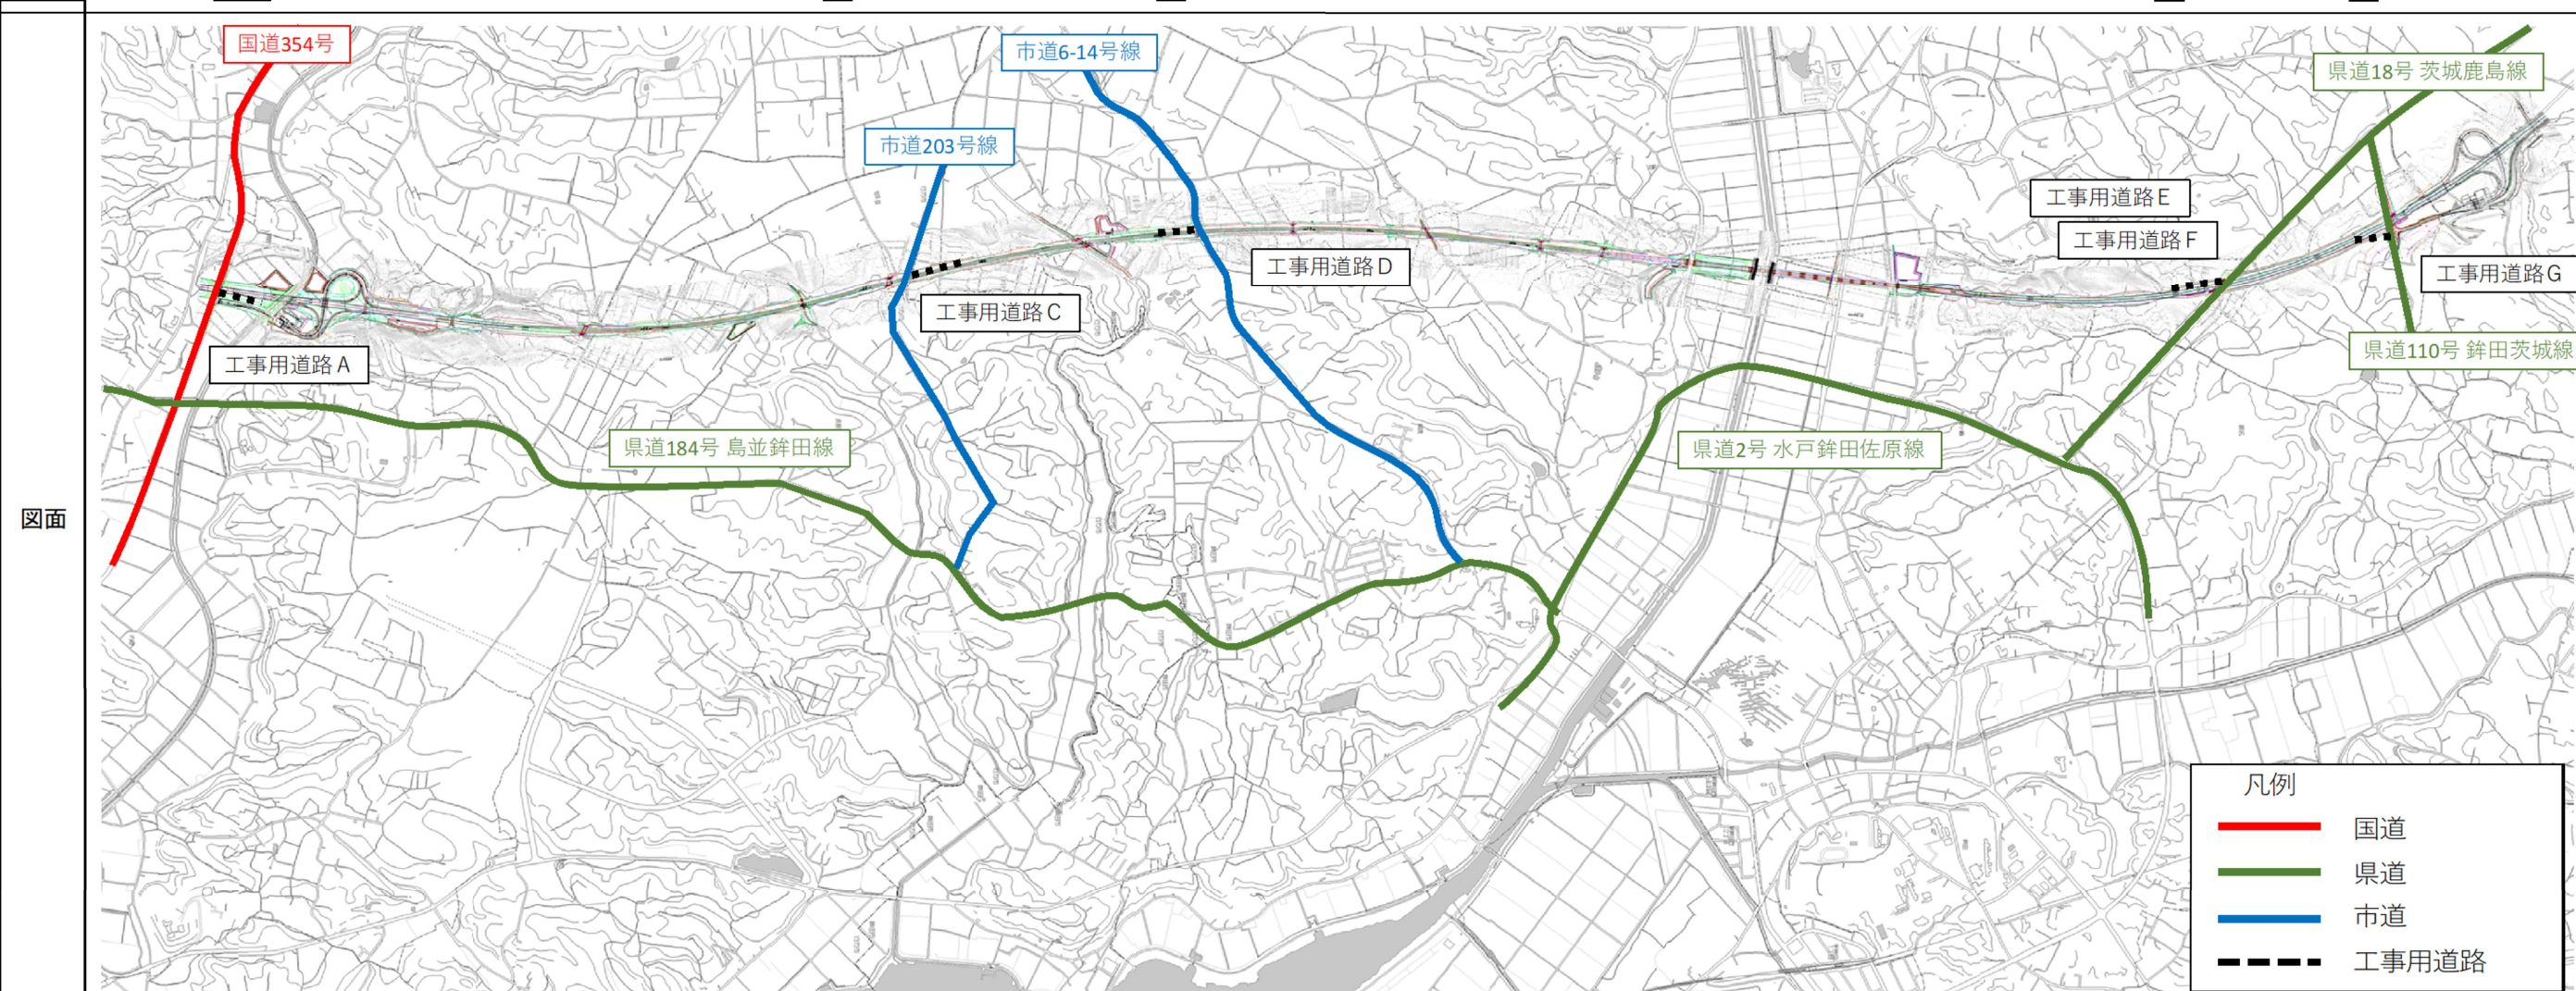 国道354号
市道6-14号線
県道18号 茨城鹿島線
市道203号線
工事用道路E
工事用道路F
工事用道路D
工事用道路G
工事用道路C
県道110号 鉾田茨城線
工事用道路A
県道184号 島並鉾田線
県道2号 水戸鉾田佐原線
図面
凡例
国道
県道
市道
工事用道路